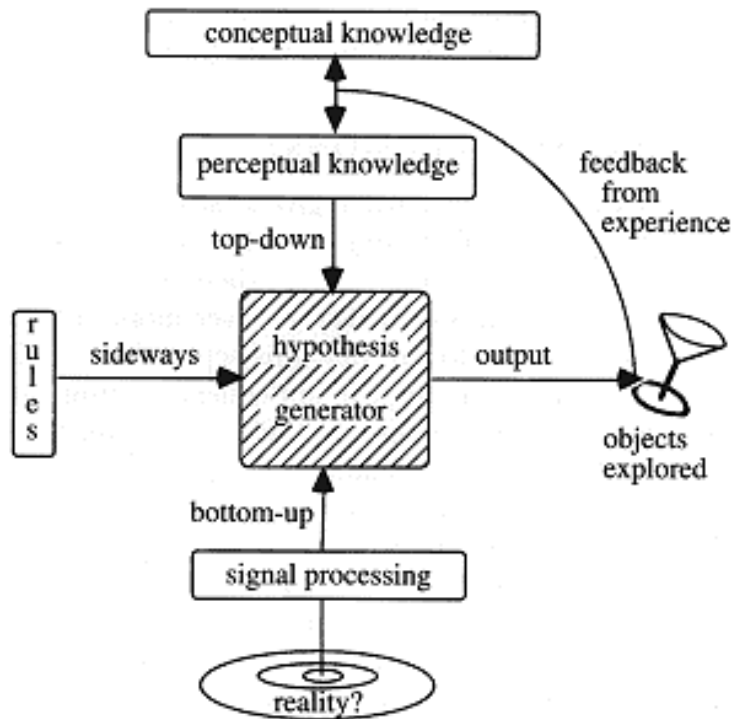 conceptual knowledge
perceptual knowledge
feedback
from
experience
top-down
rules
sideways
hypothesis
generator
output
objects
explored
bottom-up
signal processing
reality?